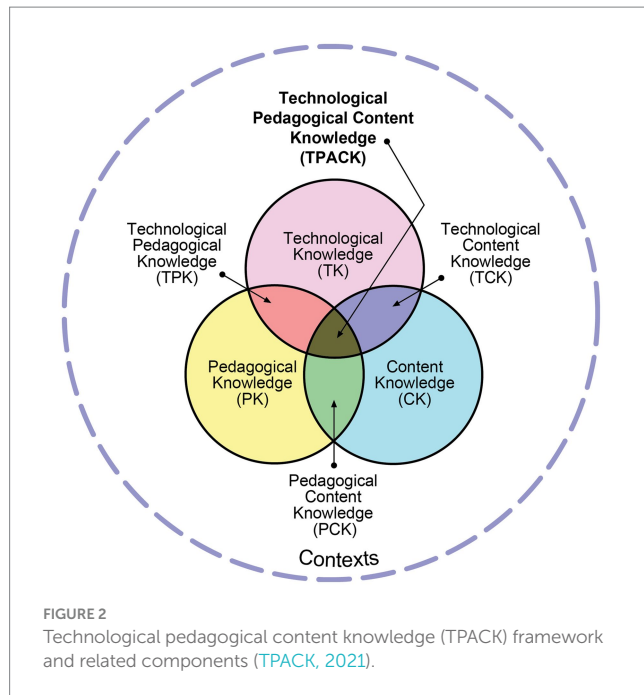 Technological
Pedagogical Content
Knowledge
(TPACK)
Technological
Pedagogical
Knowledge
(TPK)
Technological
Knowledge
(TK)
Technological
Content
Knowledge
(TCK)
Pedagogical
Knowledge
(PK)
Content
Knowledge
(CK)
Pedagogical
Content
Knowledge
(PCK)
Contexts
FIGURE 2
Technological pedagogical content knowledge (TPACK) framework
and related components (TPACK, 2021).